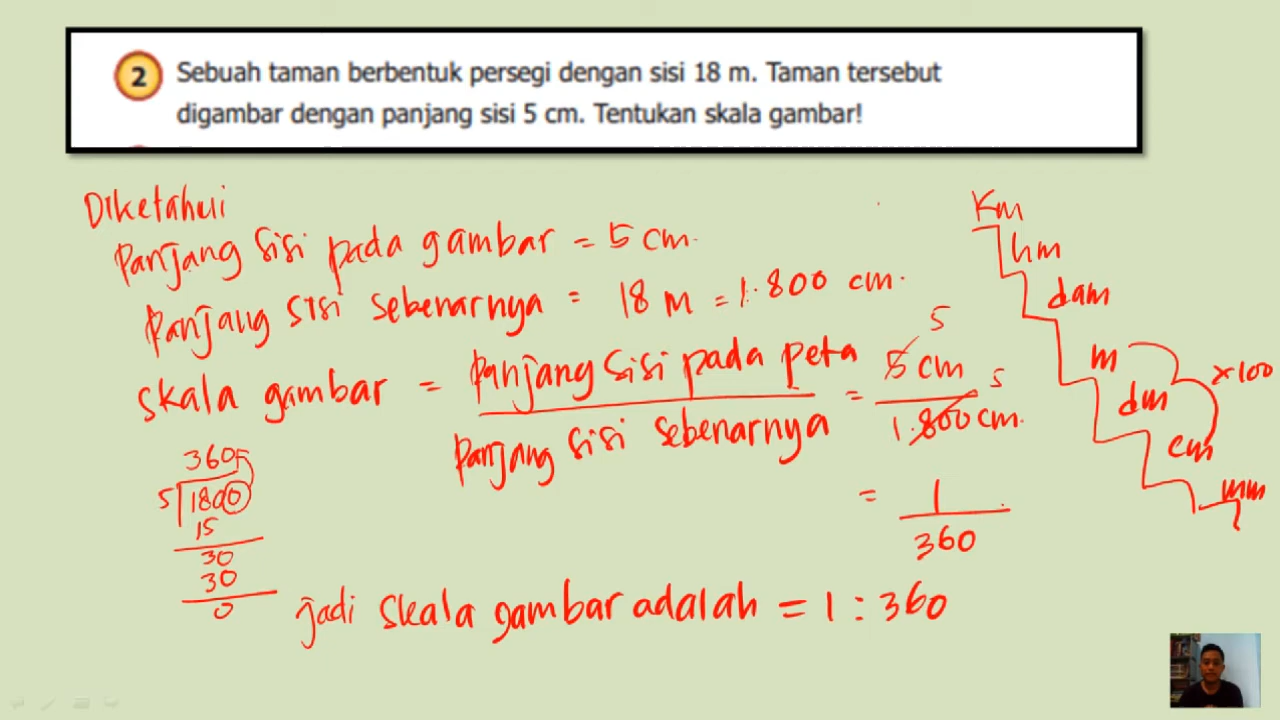 2 Sebuah taman berbentuk persegi dengan sisi 18 m. Taman tersebut
digambar dengan panjang sisi 5 cm. Tentukan skala gambar!
Diketahui
Panjang sisi pada gambar = 5 cm.
Panjang sisi sebenarnya = 18 m = 1.800 cm.
skala gambar = Panjang sisi pada peta / Panjang sisi sebenarnya = 5 cm / 1.800 cm.
5
5
= 1 / 360
360
5 1800
15
30
30
0
jadi skala gambar adalah = 1 : 360
Km
hm
dam
m
dm
cm
mm
x100